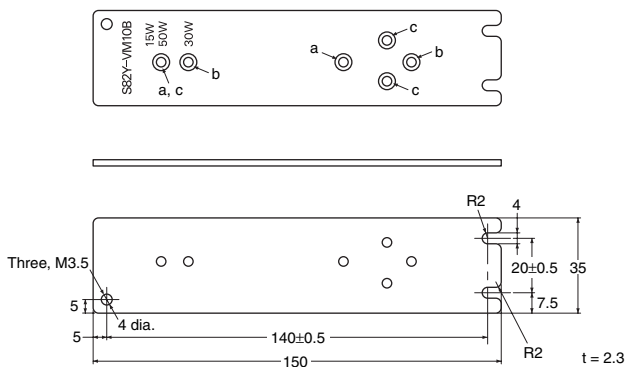 S82Y–VM10B
15W
50W
30W
a, c
b
a
c
b
c
R2
4
Three, M3.5
20±0.5
35
5
4 dia.
7.5
5
140±0.5
R2
150
t = 2.3